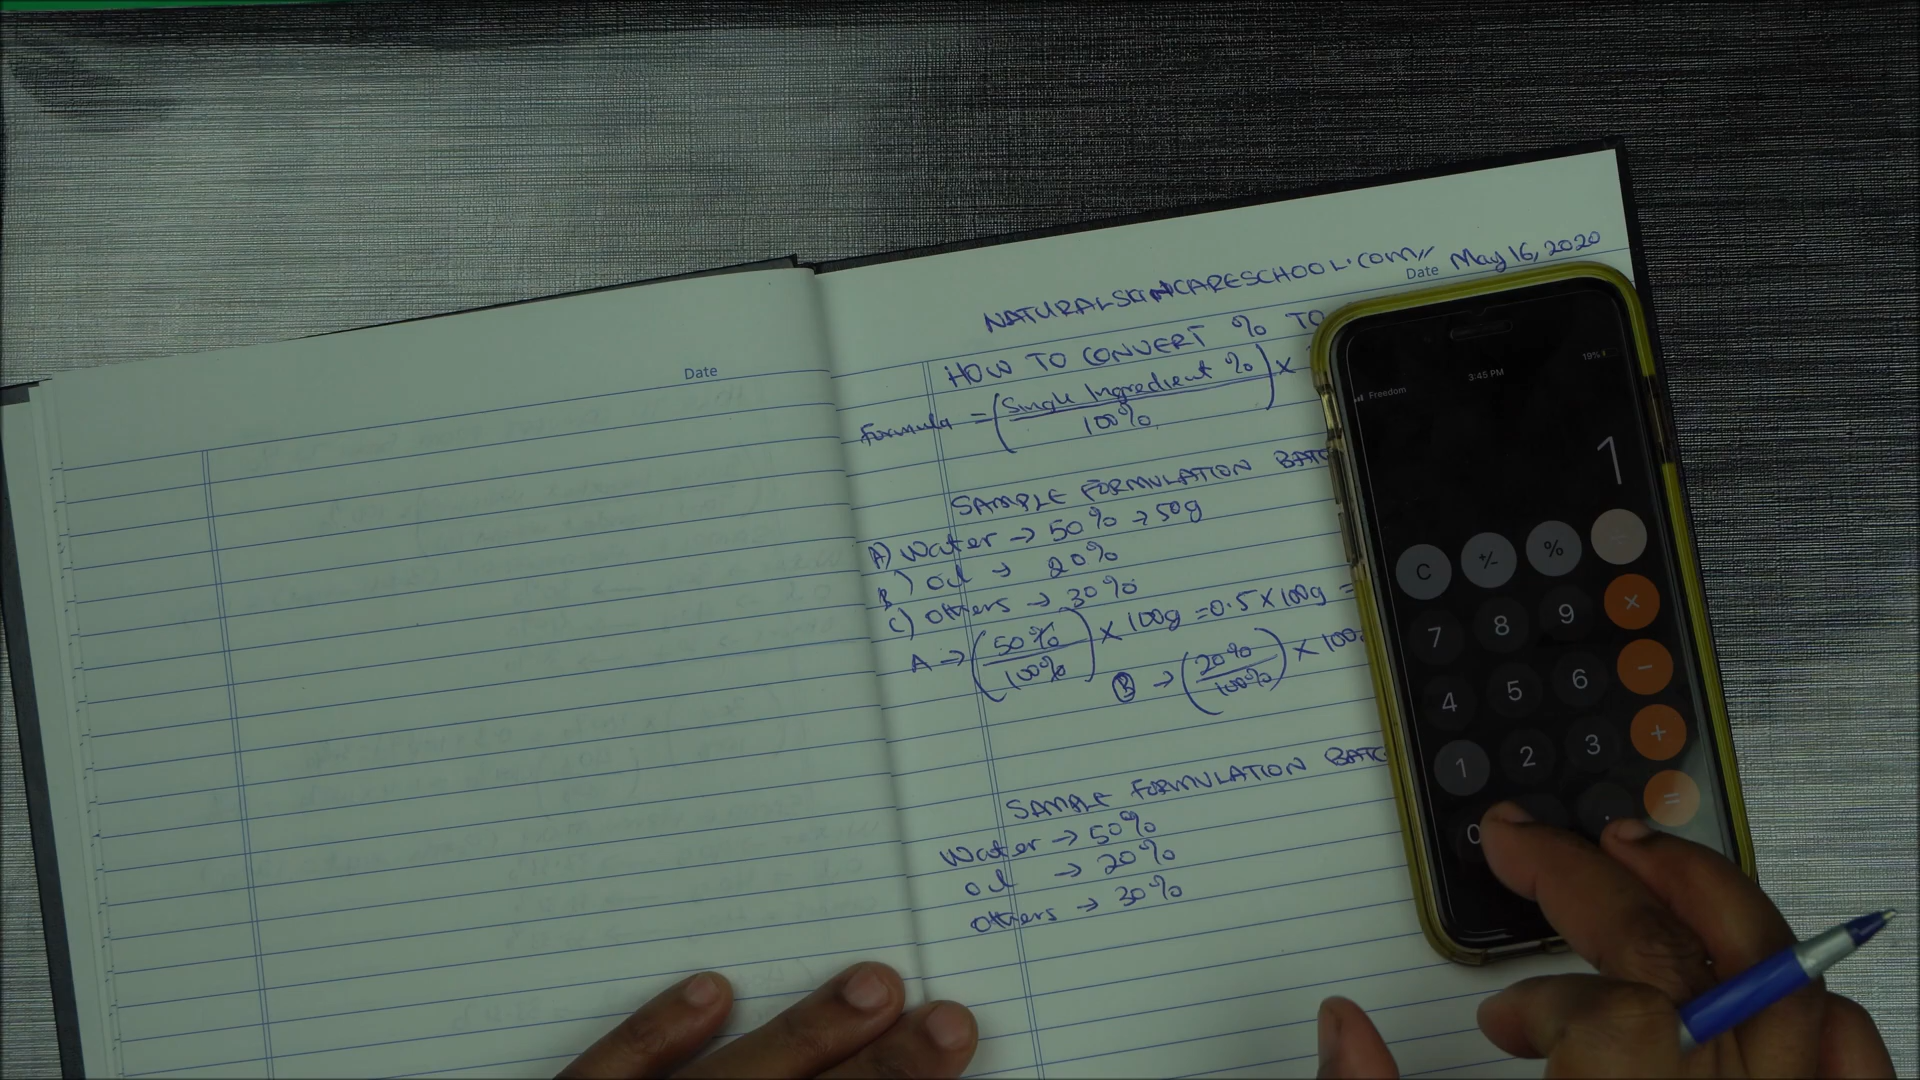 Date
NATURALSKINCARESCHOOL.COM// Date May 16, 2020
HOW TO CONVERT % TO
Formula = (Single Ingredient % / 100%) ×
SAMPLE FORMULATION BATC
A) Water → 50% → 50g
B) Oil → 20%
C) Others → 30%
A → (50% / 100%) × 100g = 0.5 × 100g =
B → (20% / 100%) × 100
SAMPLE FORMULATION BATC
Water → 50%
Oil → 20%
Others → 30%
Freedom 3:45 PM 19%
1
C +/- % ÷
7 8 9 ×
4 5 6 −
1 2 3 +
0 . =